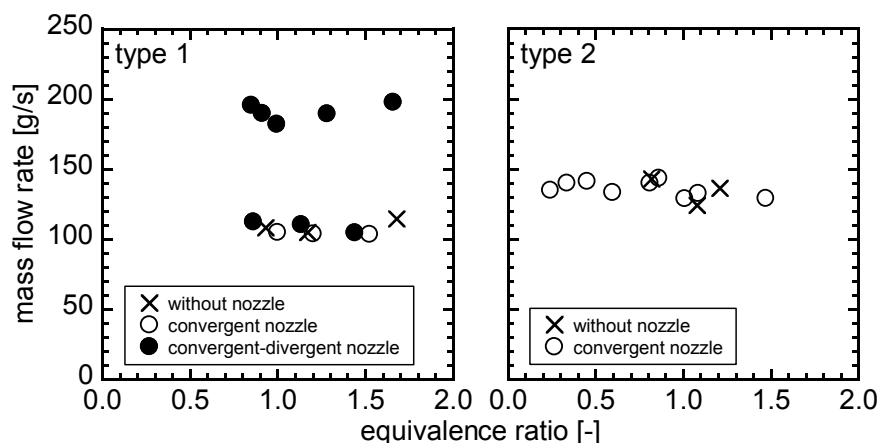 250
200
150
100
50
0
mass flow rate [g/s]
type 1
without nozzle
convergent nozzle
convergent-divergent nozzle
0.0 0.5 1.0 1.5 2.0
type 2
without nozzle
convergent nozzle
0.0 0.5 1.0 1.5 2.0
equivalence ratio [-]